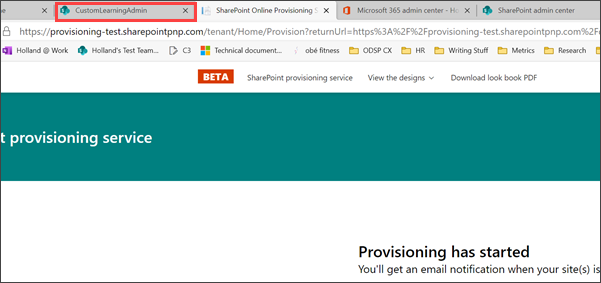 e CustomLearningAdmin SharePoint Online Provisioning Microsoft 365 admin center - Ho SharePoint admin center
https://provisioning-test.sharepointpnp.com/tenant/Home/Provision?returnUrl=https%3A%2F%2Fprovisioning-test.sharepointpnp.com%2F
Holland @ Work Holland's Test Team... C3 Technical document... obé fitness ODSP CX HR Writing Stuff Metrics Research
BETA SharePoint provisioning service View the designs Download look book PDF
t provisioning service
Provisioning has started
You'll get an email notification when your site(s) is